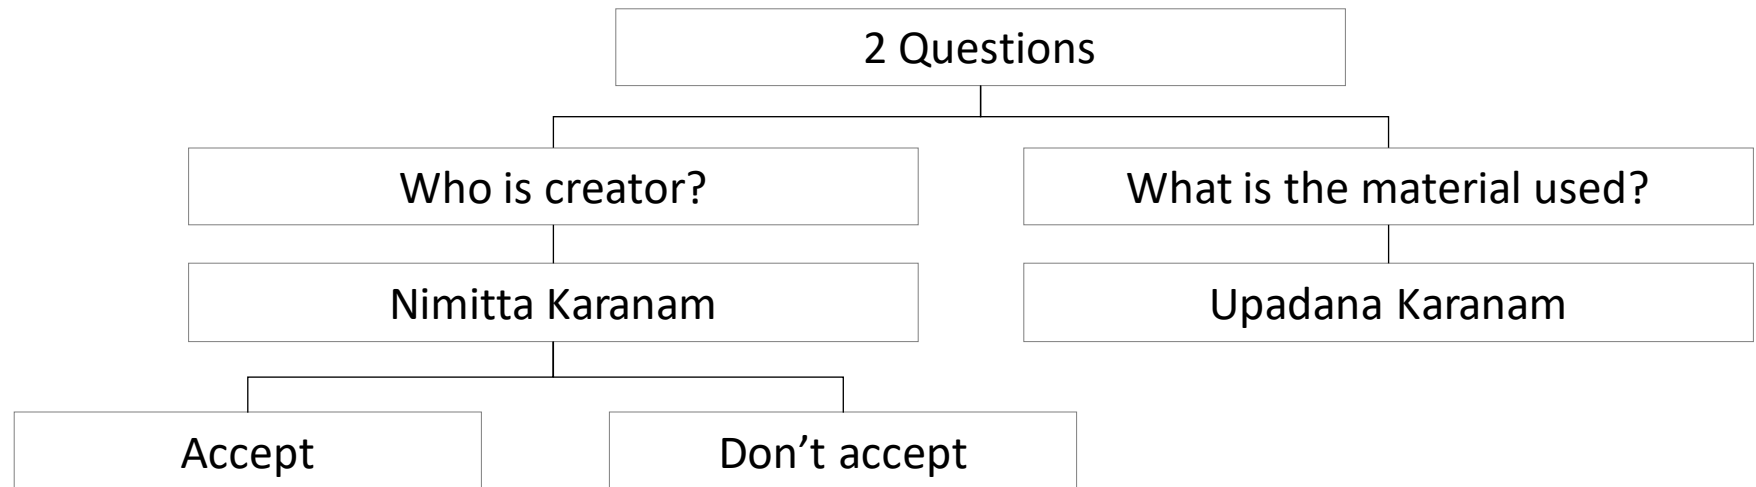 2 Questions
Who is creator?
What is the material used?
Nimitta Karanam
Upadana Karanam
Accept
Don’t accept